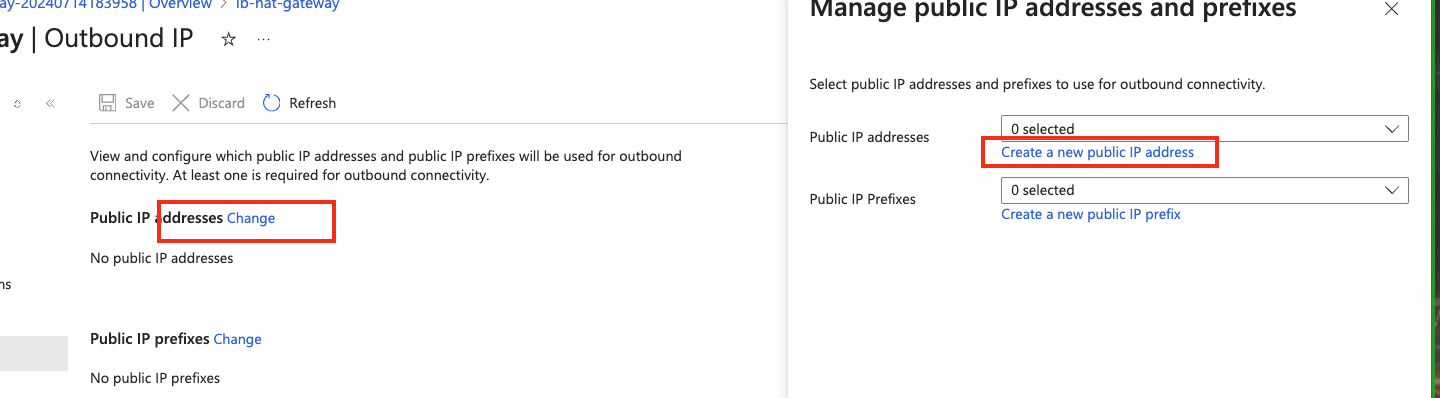 ay-20240714183958 | Overview > lb-nat-gateway
ay | Outbound IP ☆ ...
«
Save Discard Refresh
View and configure which public IP addresses and public IP prefixes will be used for outbound
connectivity. At least one is required for outbound connectivity.
Public IP addresses Change
No public IP addresses
ns
Public IP prefixes Change
No public IP prefixes
Manage public IP addresses and prefixes
Select public IP addresses and prefixes to use for outbound connectivity.
Public IP addresses
0 selected
Create a new public IP address
Public IP Prefixes
0 selected
Create a new public IP prefix